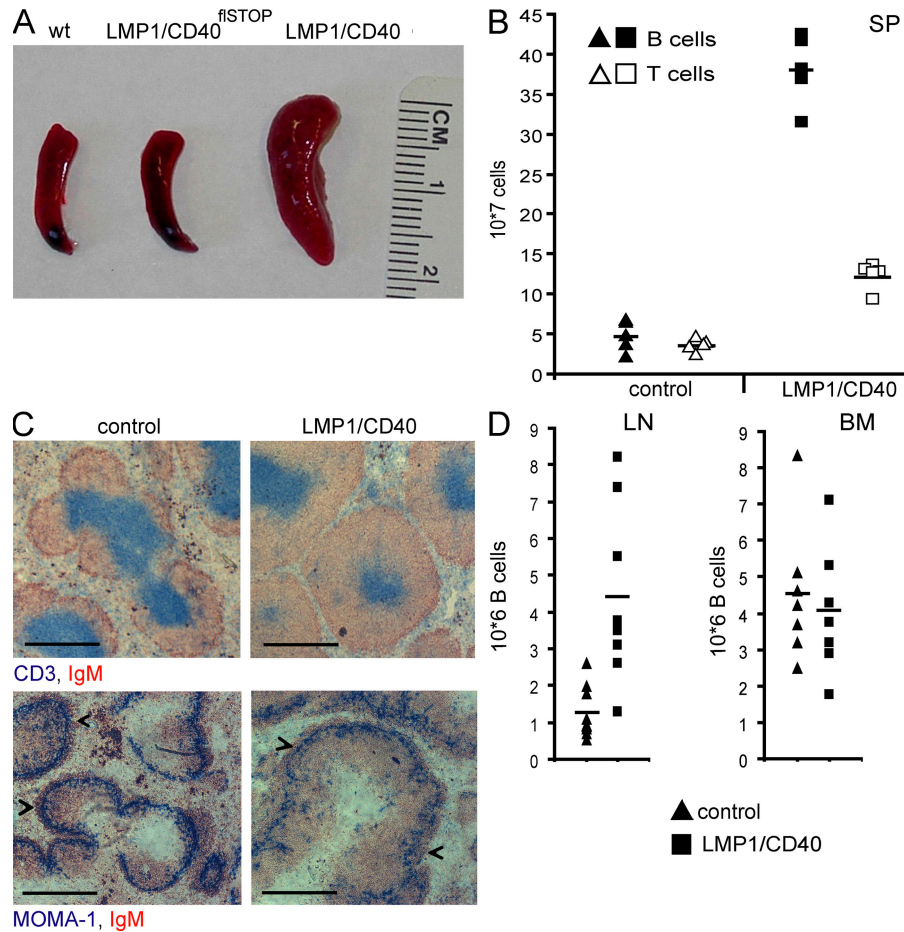 A
wt
LMP1/CD40 flSTOP
LMP1/CD40
CM
1
2
B
SP
B cells
T cells
10*7 cells
45
40
35
30
25
20
15
10
5
0
control
LMP1/CD40
C
control
LMP1/CD40
CD3, IgM
MOMA-1, IgM
D
LN
10*6 B cells
9
8
7
6
5
4
3
2
1
0
BM
10*6 B cells
9
8
7
6
5
4
3
2
1
0
control
LMP1/CD40